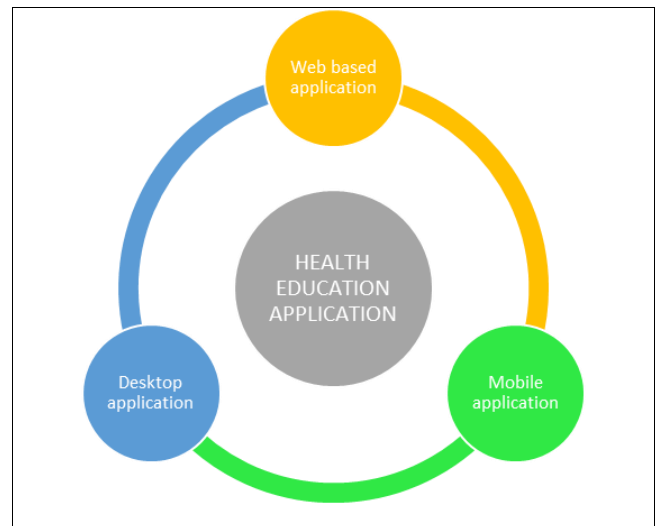 Web based
application
HEALTH
EDUCATION
APPLICATION
Desktop
application
Mobile
application